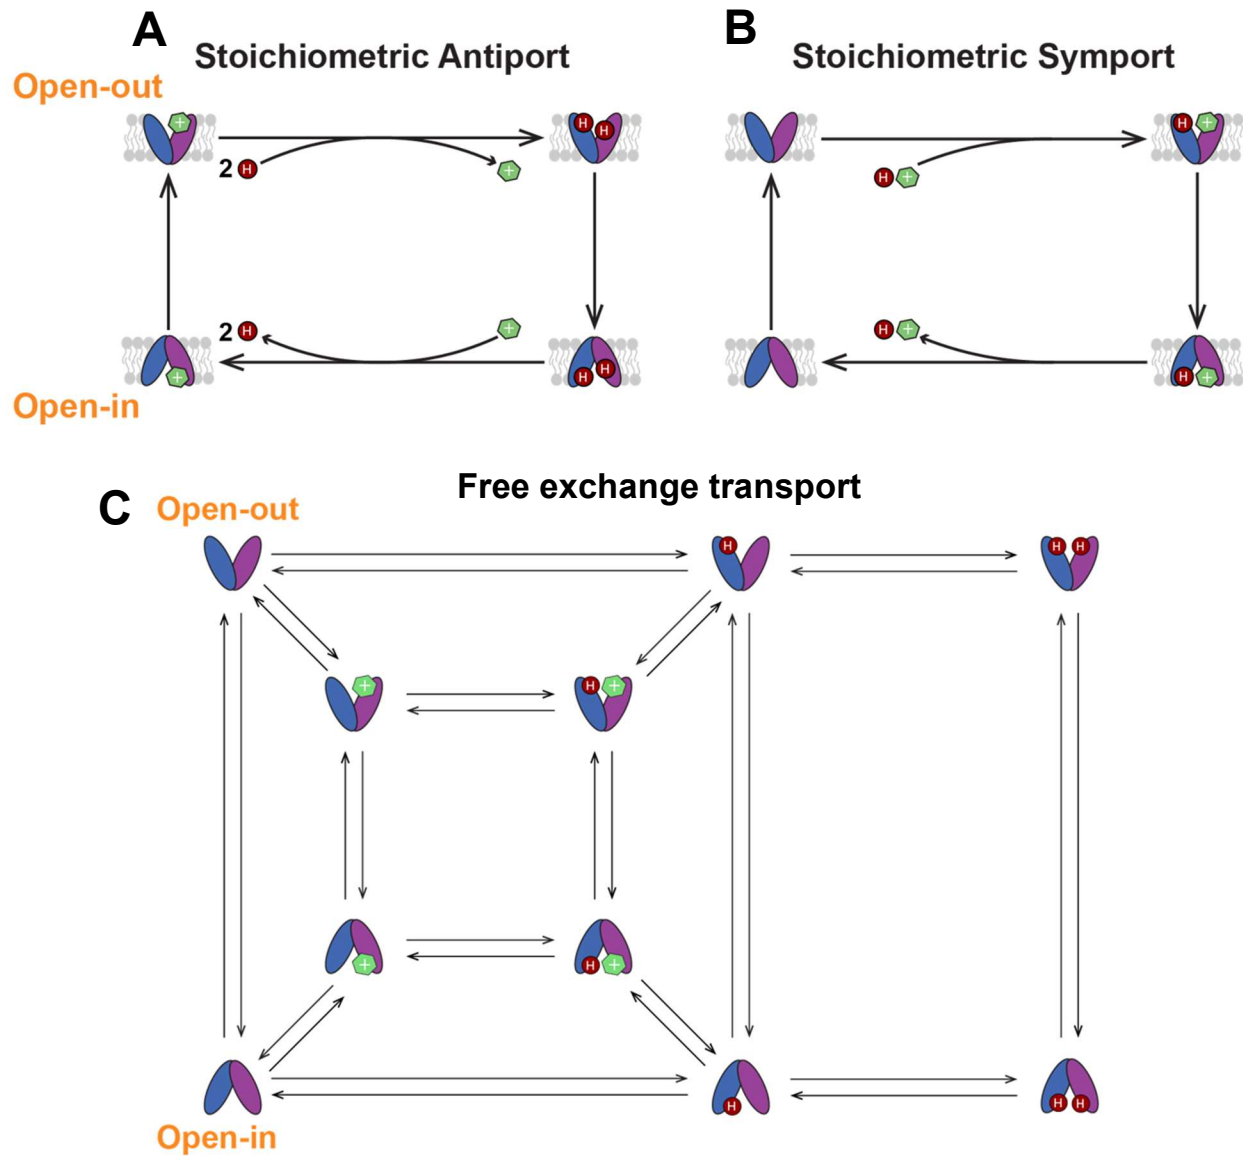 A
B
Stoichiometric Antiport
Stoichiometric Symport
Open-out
+
H H
H +
2 H
+
H +
2 H
+
H +
+
H H
H +
Open-in
Free exchange transport
C
Open-out
H
H H
+
H +
+
H +
H
H H
Open-in